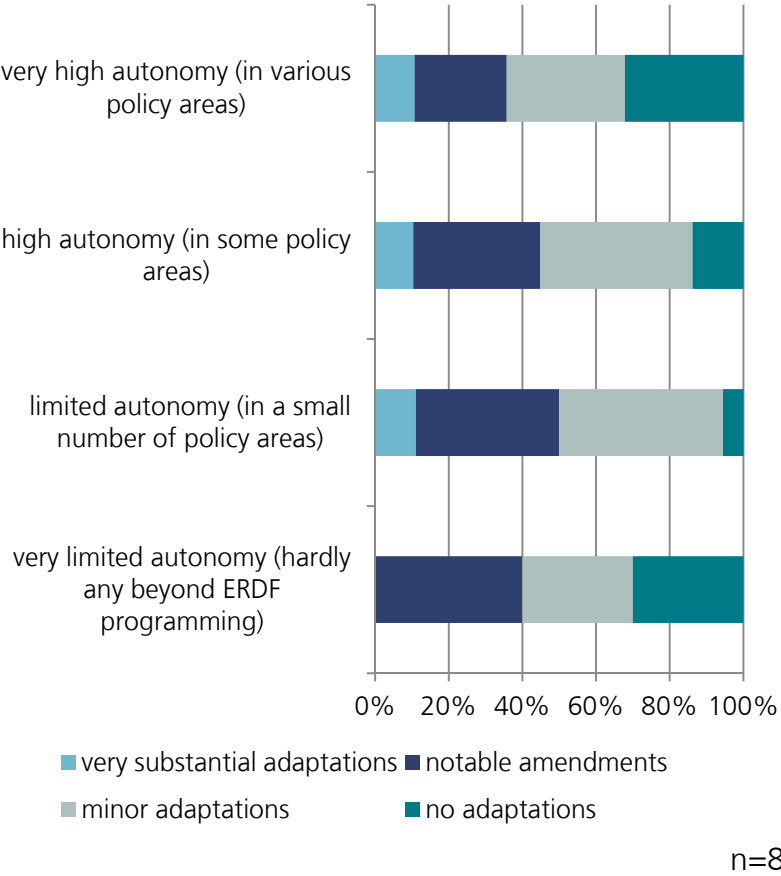 very high autonomy (in various
policy areas)
high autonomy (in some policy
areas)
limited autonomy (in a small
number of policy areas)
very limited autonomy (hardly
any beyond ERDF
programming)
0% 20% 40% 60% 80% 100%
very substantial adaptations notable amendments
minor adaptations no adaptations
n=8